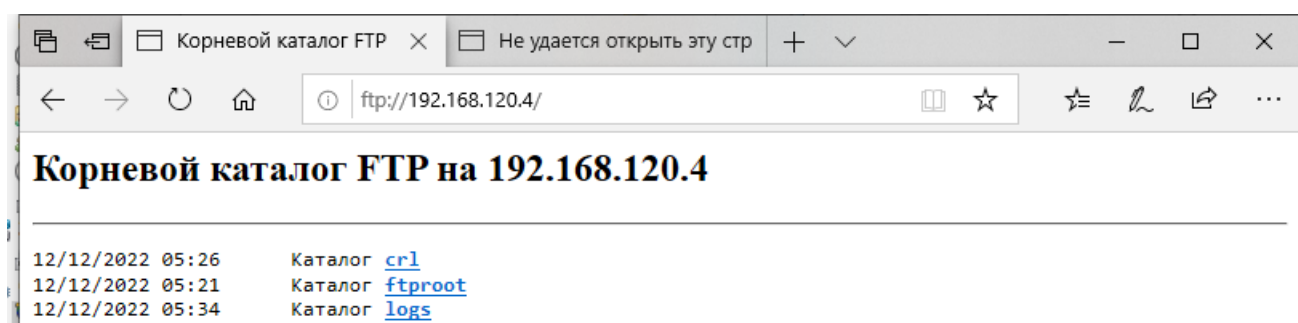 Корневой каталог FTP
Не удается открыть эту стр
ftp://192.168.120.4/
Корневой каталог FTP на 192.168.120.4
12/12/2022 05:26 Каталог crl
12/12/2022 05:21 Каталог ftproot
12/12/2022 05:34 Каталог logs